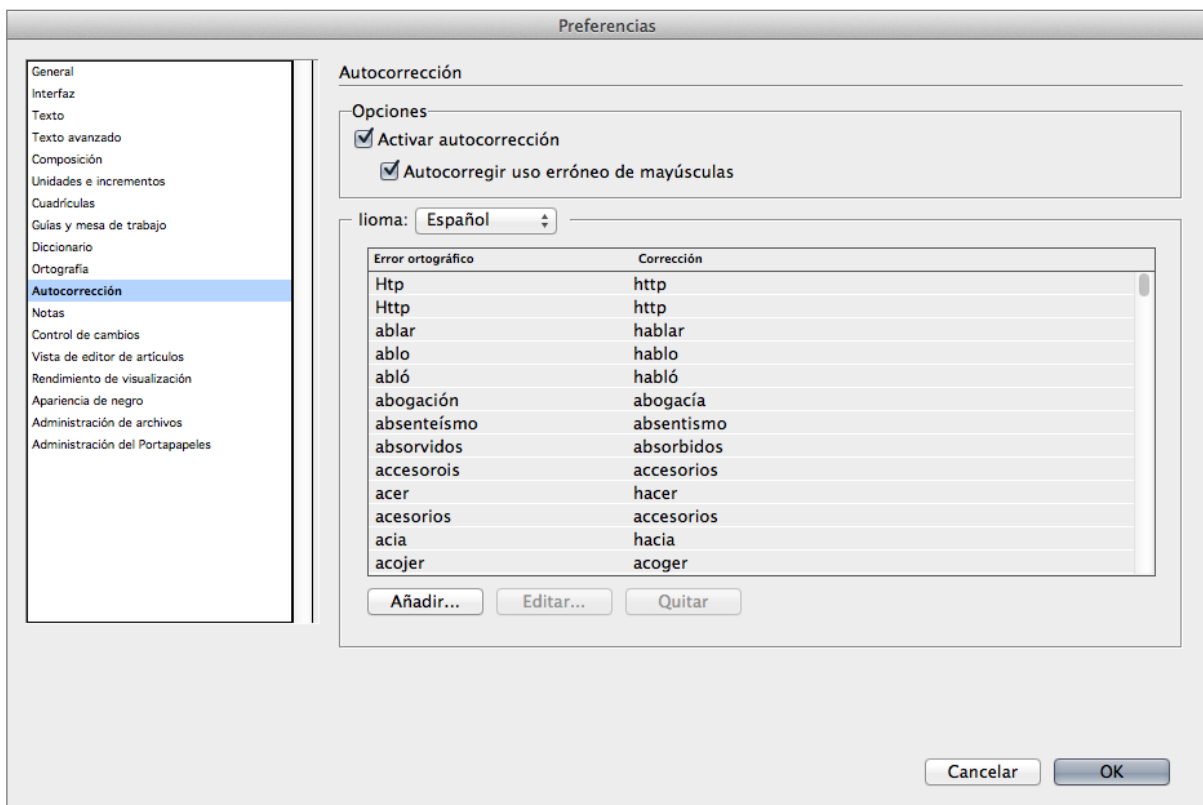 Preferencias
General
Interfaz
Texto
Texto avanzado
Composición
Unidades e incrementos
Cuadrículas
Guías y mesa de trabajo
Diccionario
Ortografía
Autocorrección
Notas
Control de cambios
Vista de editor de artículos
Rendimiento de visualización
Apariencia de negro
Administración de archivos
Administración del Portapapeles
Autocorrección
Opciones
Activar autocorrección
Autocorregir uso erróneo de mayúsculas
lioma: Español
Error ortográfico Corrección
Htp http
Http http
ablar hablar
ablo hablo
abló habló
abogación abogacía
absenteísmo absentismo
absorvidos absorbidos
accesorois accesorios
acer hacer
acesorios accesorios
acia hacia
acojer acoger
Añadir... Editar... Quitar
Cancelar OK